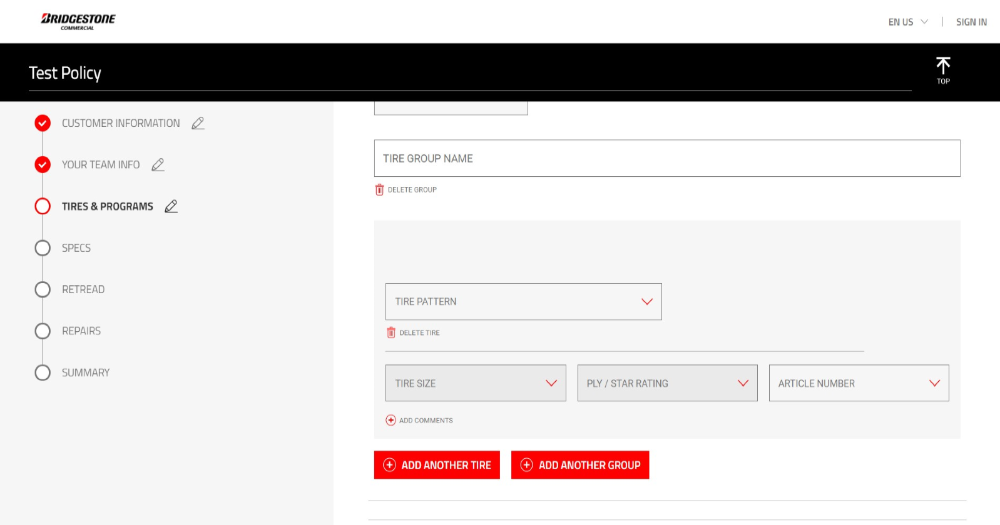 BRIDGESTONE
COMMERCIAL
EN US
SIGN IN
Test Policy
TOP
CUSTOMER INFORMATION
YOUR TEAM INFO
TIRES & PROGRAMS
SPECS
RETREAD
REPAIRS
SUMMARY
TIRE GROUP NAME
DELETE GROUP
TIRE PATTERN
DELETE TIRE
TIRE SIZE
PLY / STAR RATING
ARTICLE NUMBER
ADD COMMENTS
ADD ANOTHER TIRE
ADD ANOTHER GROUP